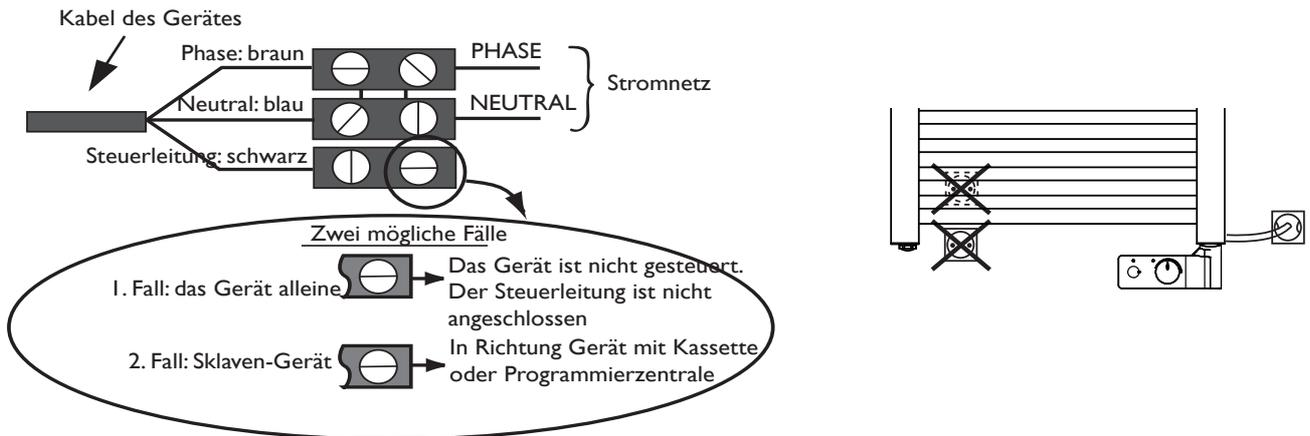 Kabel des Gerätes
Phase: braun
PHASE
Neutral: blau
NEUTRAL
Stromnetz
Steuerleitung: schwarz
Zwei mögliche Fälle
1. Fall: das Gerät alleine
Das Gerät ist nicht gesteuert.
Der Steuerleitung ist nicht
angeschlossen
2. Fall: Sklaven-Gerät
In Richtung Gerät mit Kassette
oder Programmierzentrale